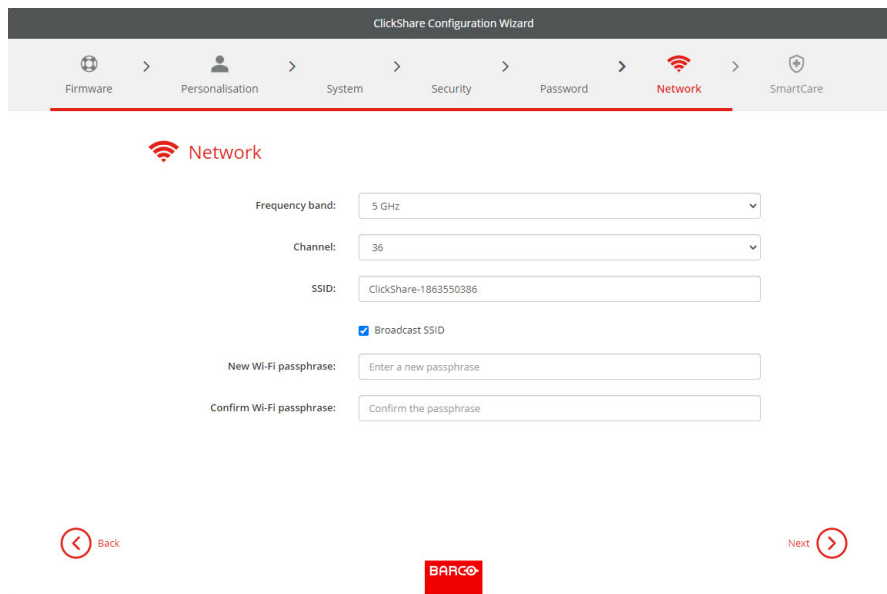 ClickShare Configuration Wizard
Firmware
Personalisation
System
Security
Password
Network
SmartCare
Network
Frequency band:
5 GHz
Channel:
36
SSID:
ClickShare-1863550386
Broadcast SSID
New Wi-Fi passphrase:
Enter a new passphrase
Confirm Wi-Fi passphrase:
Confirm the passphrase
Back
Next
BARCO